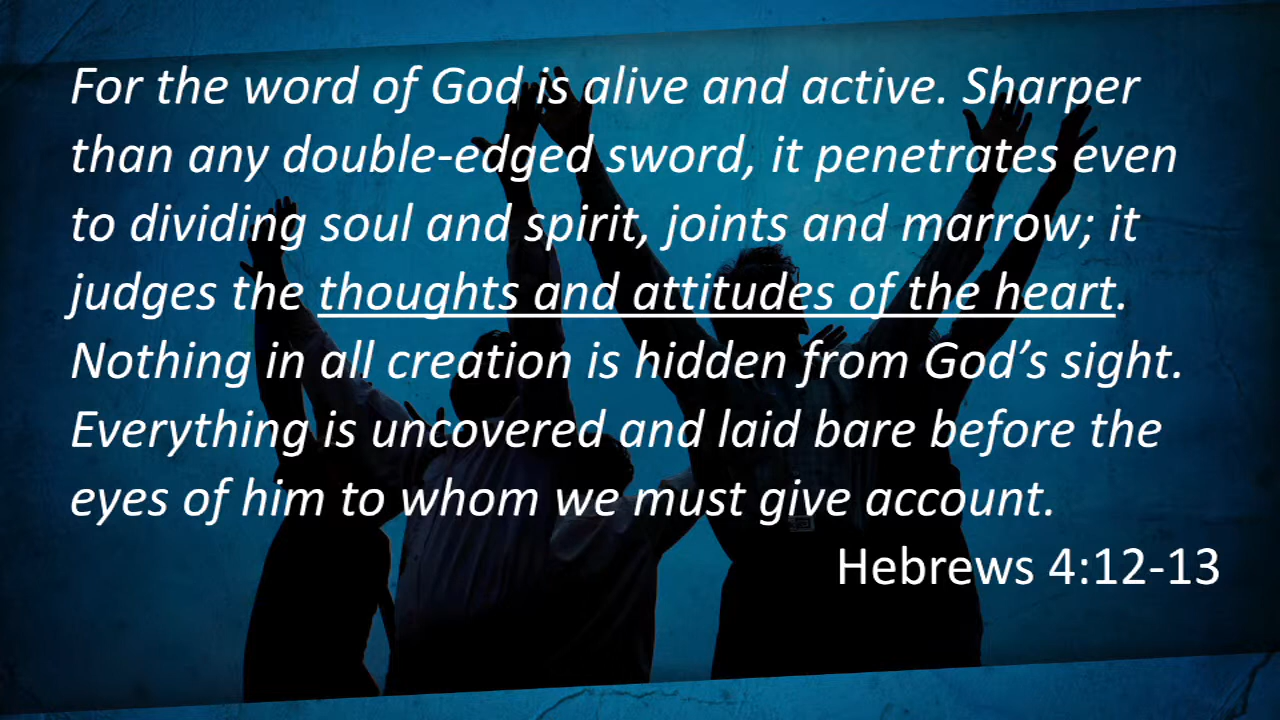 For the word of God is alive and active. Sharper
than any double-edged sword, it penetrates even
to dividing soul and spirit, joints and marrow; it
judges the thoughts and attitudes of the heart.
Nothing in all creation is hidden from God’s sight.
Everything is uncovered and laid bare before the
eyes of him to whom we must give account.
Hebrews 4:12-13